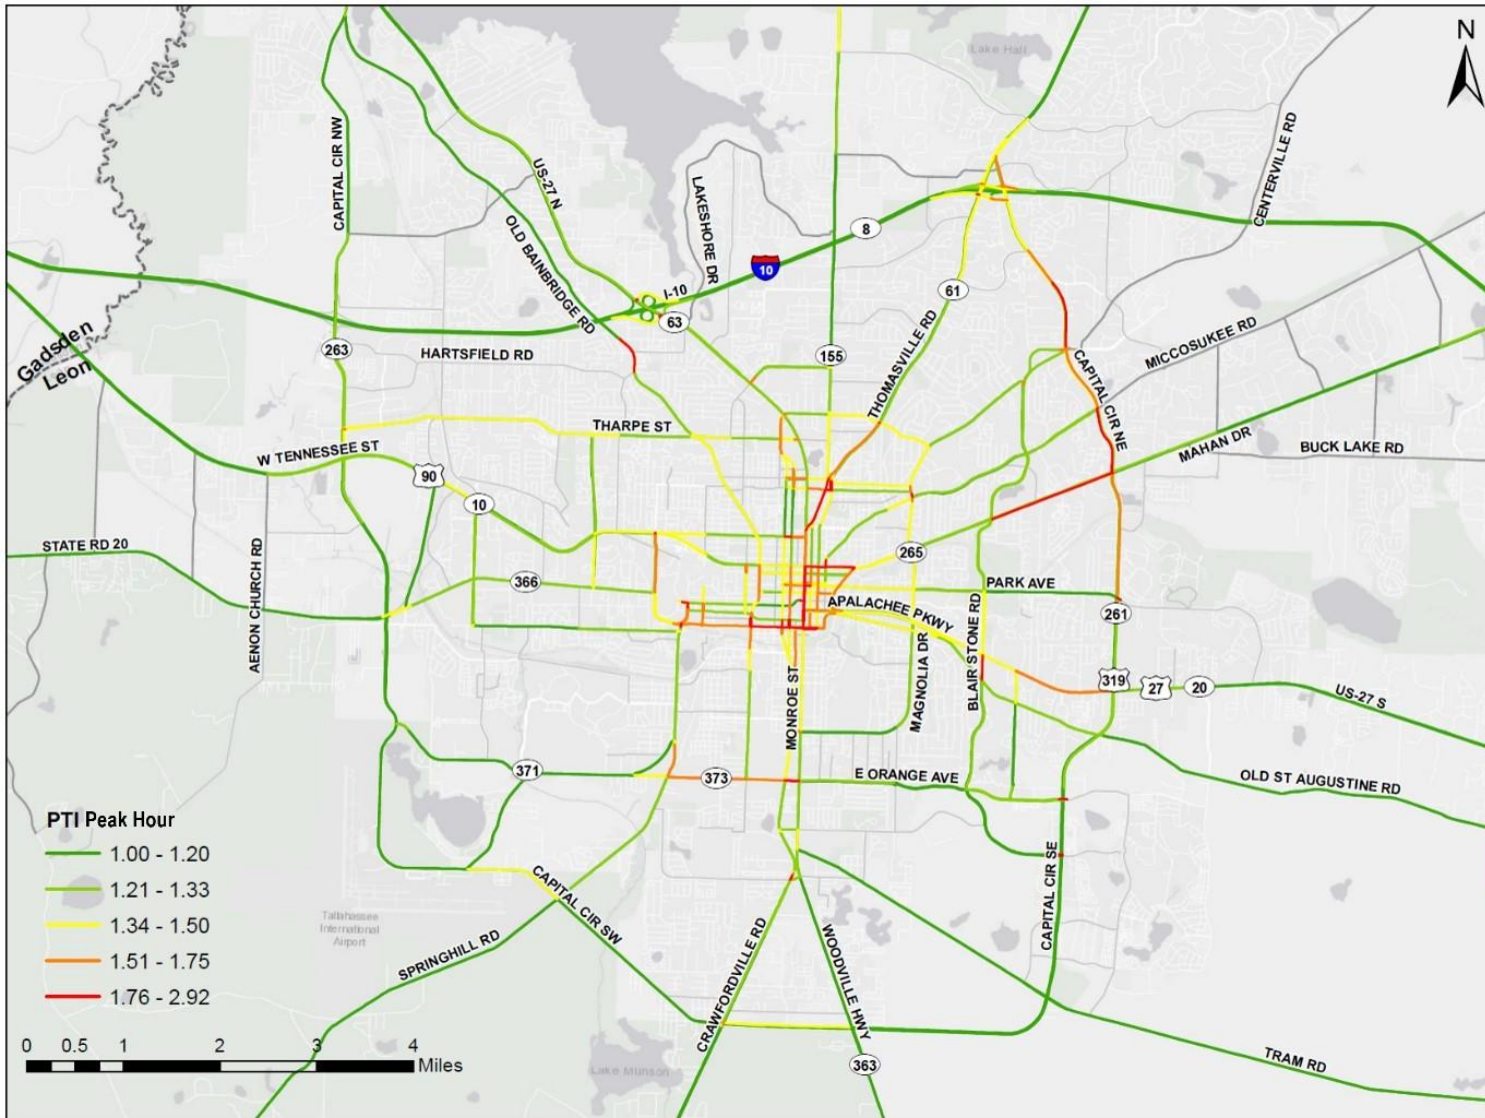 N
Lake Hall
CENTERVILLE RD
CAPITAL CIR NW
US-27 N
LAKESHORE DR
OLD BAINBRIDGE RD
8
10
I-10
61
63
Gadsden
Leon
263
HARTSFIELD RD
155
THOMASVILLE RD
MICCOSUKEE RD
CAPITAL CIR NE
THARPE ST
W TENNESSEE ST
MAHAN DR
BUCK LAKE RD
90
10
STATE RD 20
265
AENON CHURCH RD
366
PARK AVE
APALACHEE PKWY
261
BLAIR STONE RD
MAGNOLIA DR
MONROE ST
319
27
20
US-27 S
371
373
E ORANGE AVE
OLD ST AUGUSTINE RD
PTI Peak Hour
1.00 - 1.20
1.21 - 1.33
1.34 - 1.50
1.51 - 1.75
1.76 - 2.92
Tallahassee
International
Airport
CAPITAL CIR SW
CAPITAL CIR SE
SPRINGHILL RD
CRAWFORDVILLE RD
WOODVILLE HWY
0 0.5 1 2 3 4
Miles
363
Lake Munson
TRAM RD